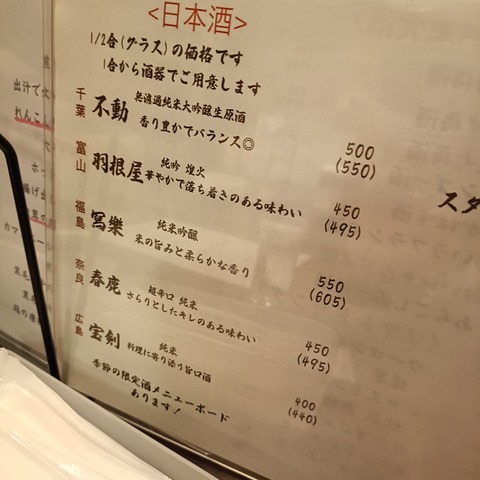 <日本酒>
1/2合(グラス)の価格です
1合から酒器でご用意します
千葉 不動 無濾過純米大吟醸生原酒
香り豊かでバランス◎
500
(550)
富山 羽根屋 純吟 煌火
華やかで落ち着きのある味わい
450
(495)
福島 寫樂 純米吟醸
米の旨みと柔らかな香り
550
(605)
奈良 春鹿 超辛口 純米
さらりとしたキレのある味わい
450
(495)
広島 宝剣 純米
料理に寄り添う旨口酒
400
(440)
季節の限定酒メニューボード
あります!
スタ
出汁で
れんこん